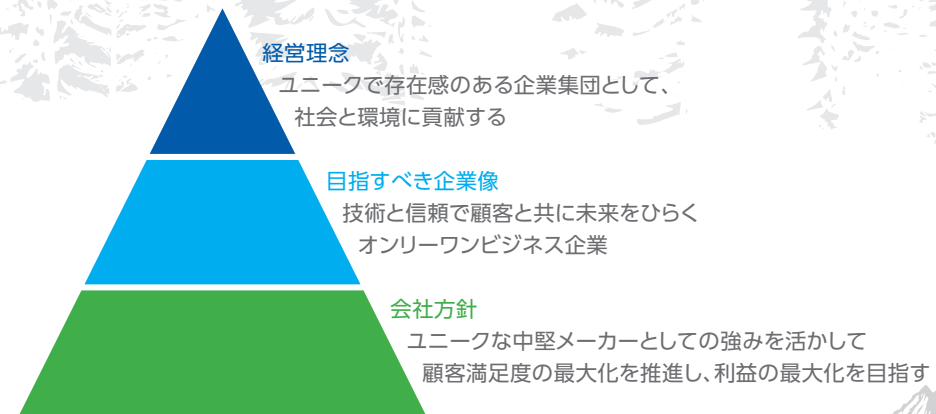 経営理念
ユニークで存在感のある企業集団として、
社会と環境に貢献する
目指すべき企業像
技術と信頼で顧客と共に未来をひらく
オンリーワンビジネス企業
会社方針
ユニークな中堅メーカーとしての強みを活かして
顧客満足度の最大化を推進し、利益の最大化を目指す